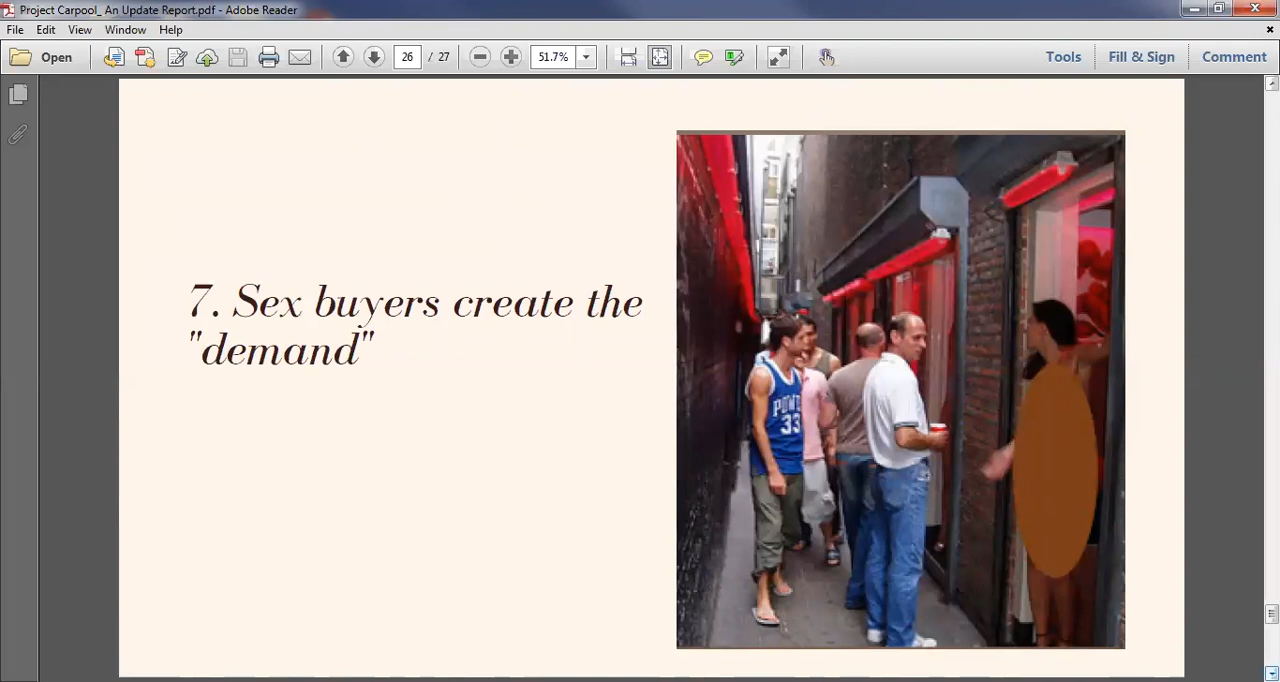 Project Carpool_ An Update Report.pdf - Adobe Reader
File Edit View Window Help
Open 26 / 27 51.7% Tools Fill & Sign Comment
7. Sex buyers create the
"demand"
33